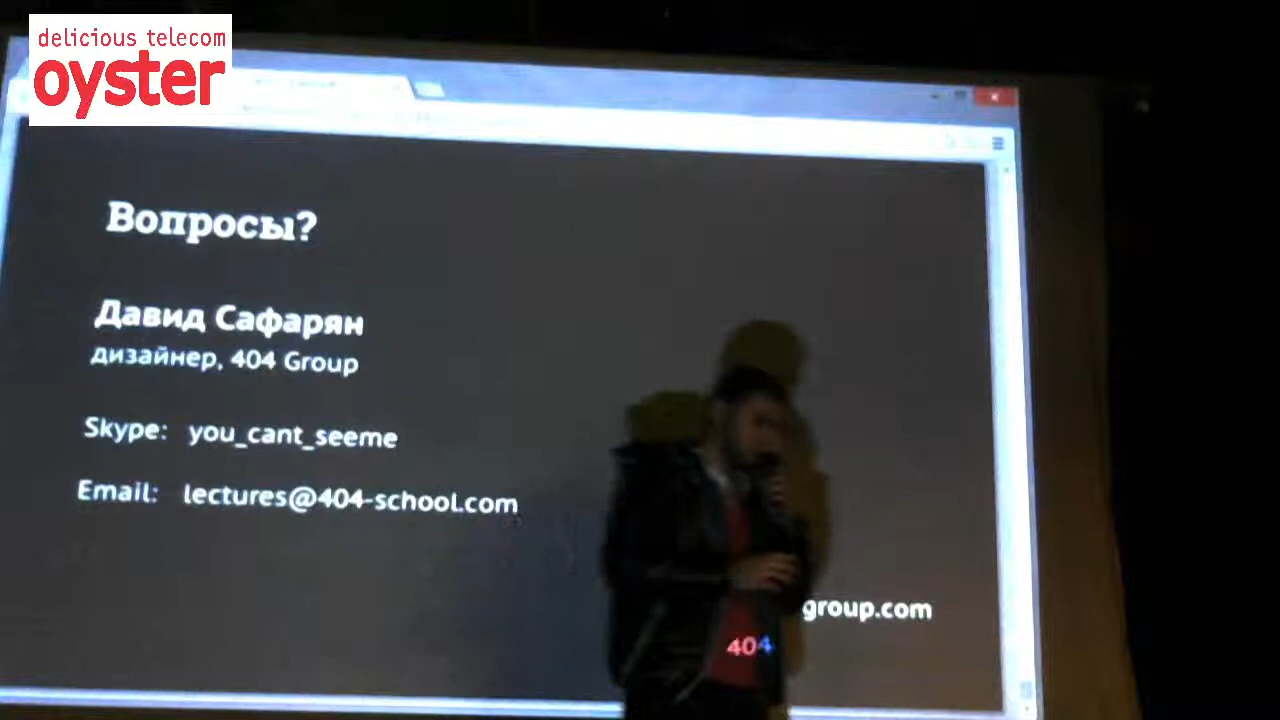 delicious telecom
oyster
Вопросы?
Давид Сафарян
дизайнер, 404 Group
Skype: you_cant_seeme
Email: lectures@404-school.com
group.com
404